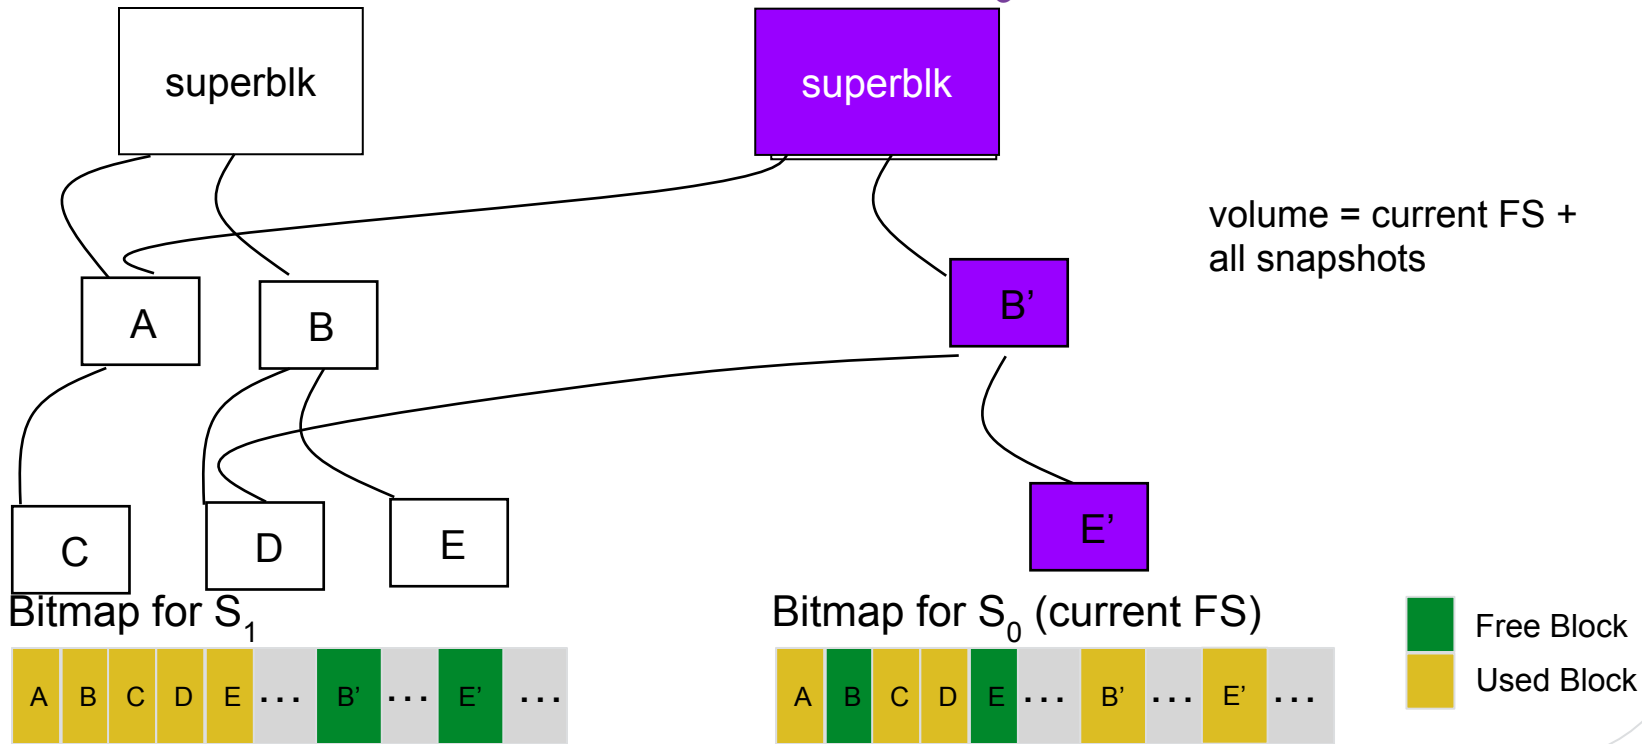 superblk
superblk
volume = current FS +
all snapshots
A
B
B’
C
D
E
E’
Bitmap for S1
Bitmap for S0 (current FS)
A B C D E ... B’ ... E’ ...
A B C D E ... B’ ... E’ ...
Free Block
Used Block